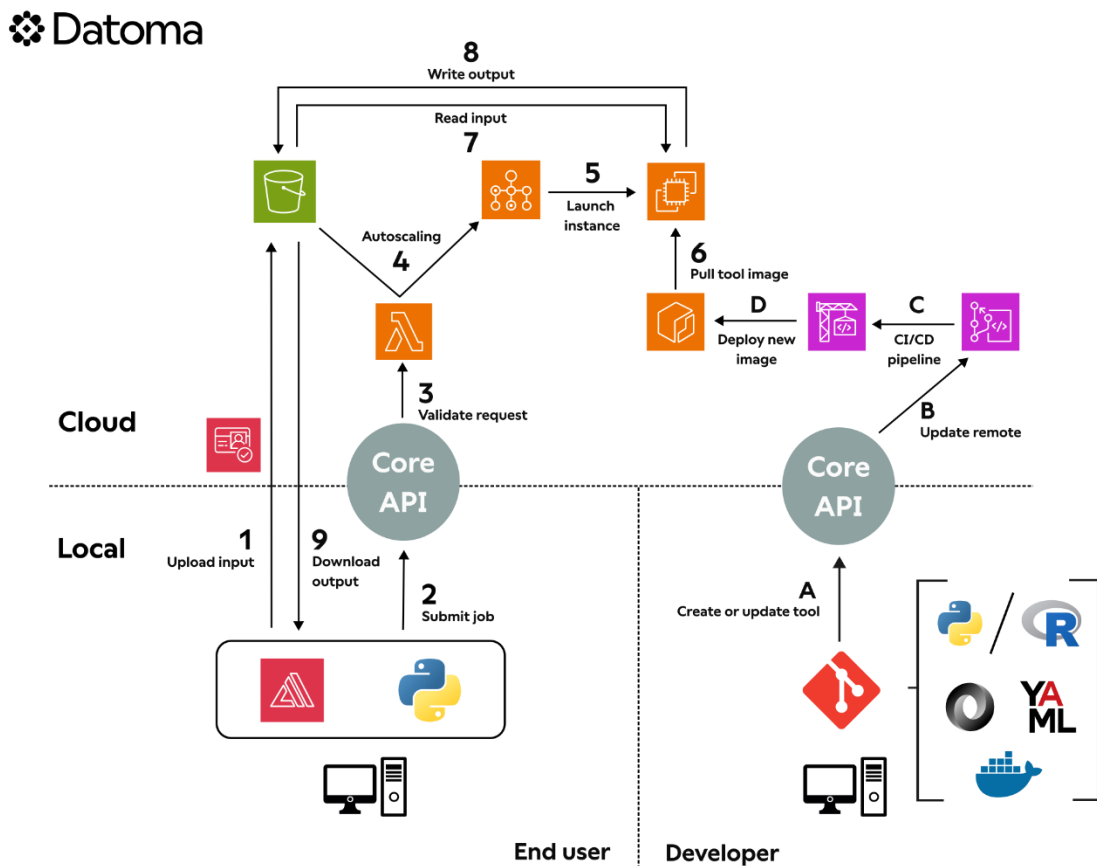 Datoma
8
Write output
Read input
7
5
Launch
instance
Autoscaling
4
6
Pull tool image
D
Deploy new
image
C
CI/CD
pipeline
3
Validate request
B
Update remote
Cloud
Core
API
Core
API
Local
1
Upload input
9
Download
output
2
Submit job
A
Create or update tool
R
YA
ML
End user
Developer